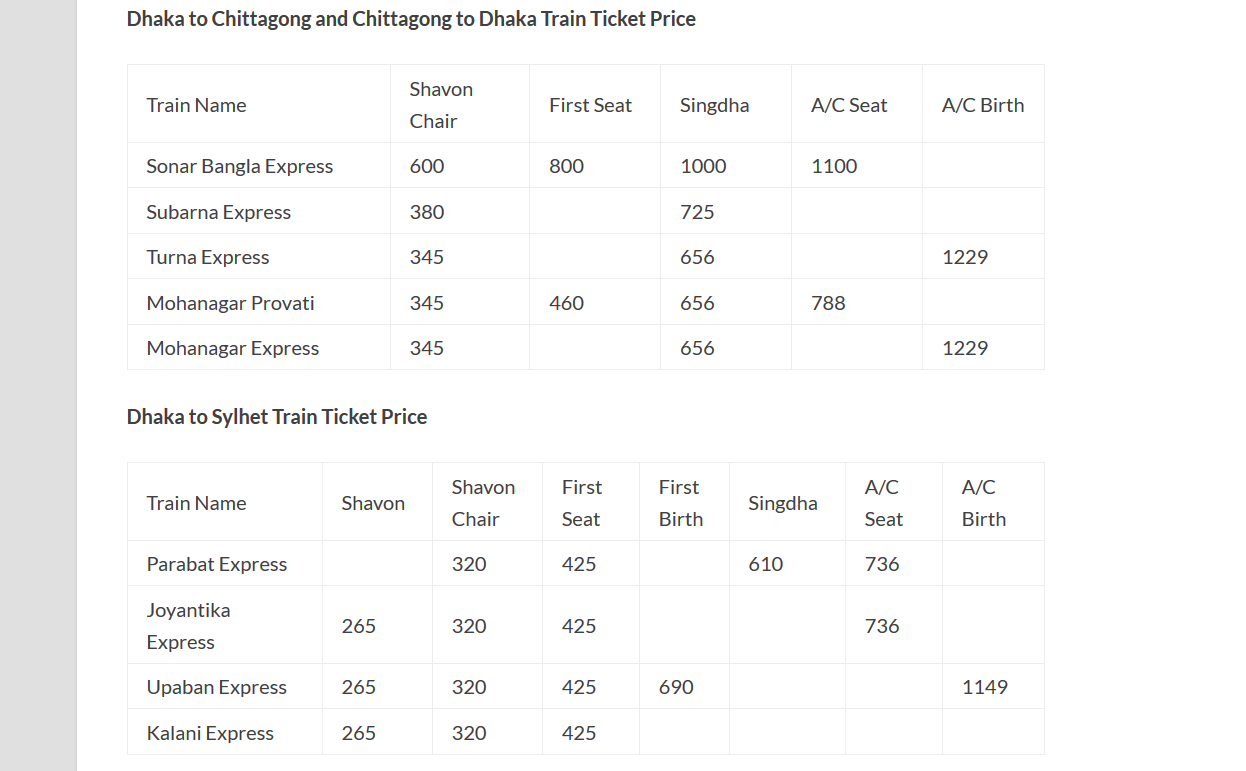 Dhaka to Chittagong and Chittagong to Dhaka Train Ticket Price
Train Name Shavon Chair First Seat Singdha A/C Seat A/C Birth
Sonar Bangla Express 600 800 1000 1100
Subarna Express 380 725
Turna Express 345 656 1229
Mohanagar Provati 345 460 656 788
Mohanagar Express 345 656 1229
Dhaka to Sylhet Train Ticket Price
Train Name Shavon Shavon Chair First Seat First Birth Singdha A/C Seat A/C Birth
Parabat Express 320 425 610 736
Joyantika Express 265 320 425 736
Upaban Express 265 320 425 690 1149
Kalani Express 265 320 425